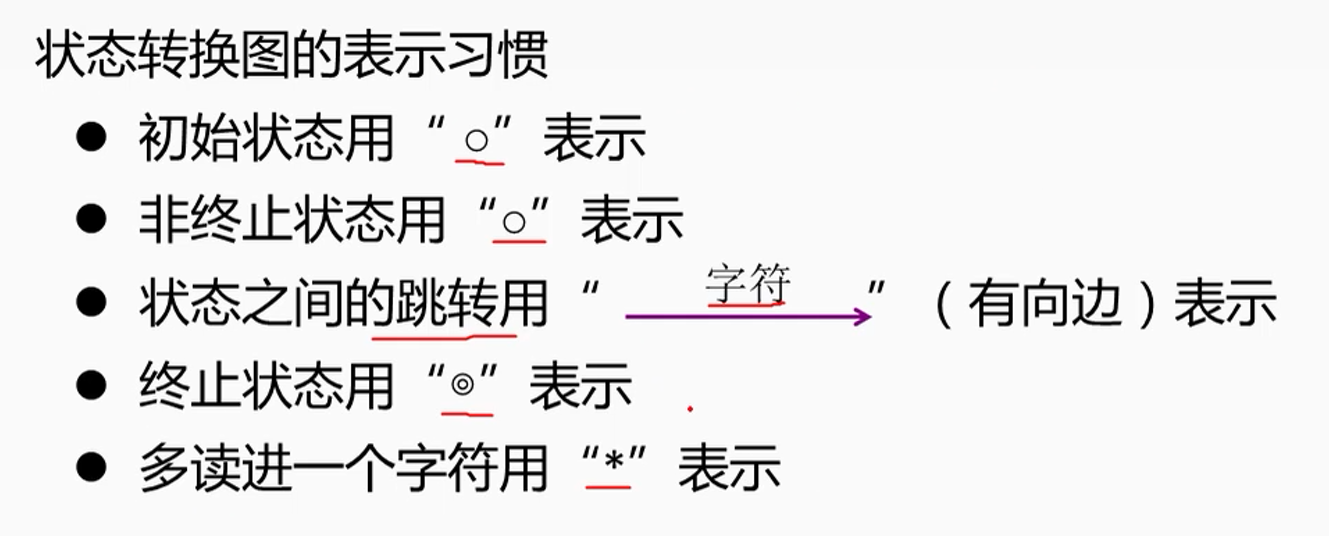 状态转换图的表示习惯
● 初始状态用“ ○”表示
● 非终止状态用“○”表示
● 状态之间的跳转用“ 字符 ”（有向边）表示
● 终止状态用“◎”表示
● 多读进一个字符用“*”表示